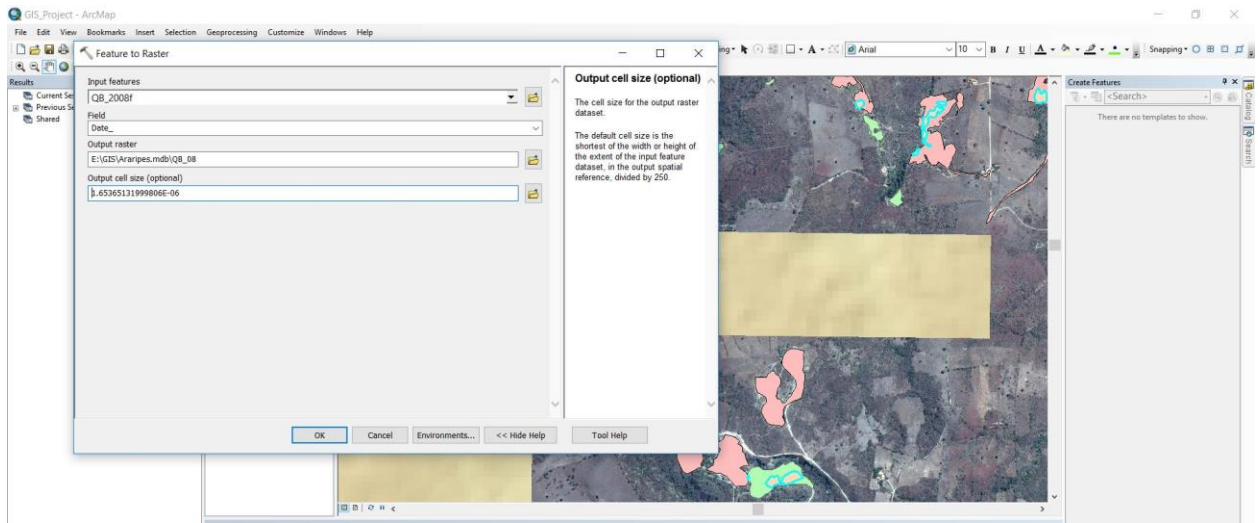 GIS_Project - ArcMap
File Edit View Bookmarks Insert Selection Geoprocessing Customize Windows Help
Feature to Raster
Arial
10
B I U A
Snapping
Results
Current Se
Previous Se
Shared
Input features
QB_2008f
Field
Date_
Output raster
E:\GIS\Araripes.mdb\QB_08
Output cell size (optional)
1.65365131999806E-06
OK Cancel Environments... << Hide Help Tool Help
Output cell size (optional)
The cell size for the output raster
dataset.
The default cell size is the
shortest of the width or height of
the extent of the input feature
dataset, in the output spatial
reference, divided by 250.
Create Features
<Search>
There are no templates to show.
Catalog
Search